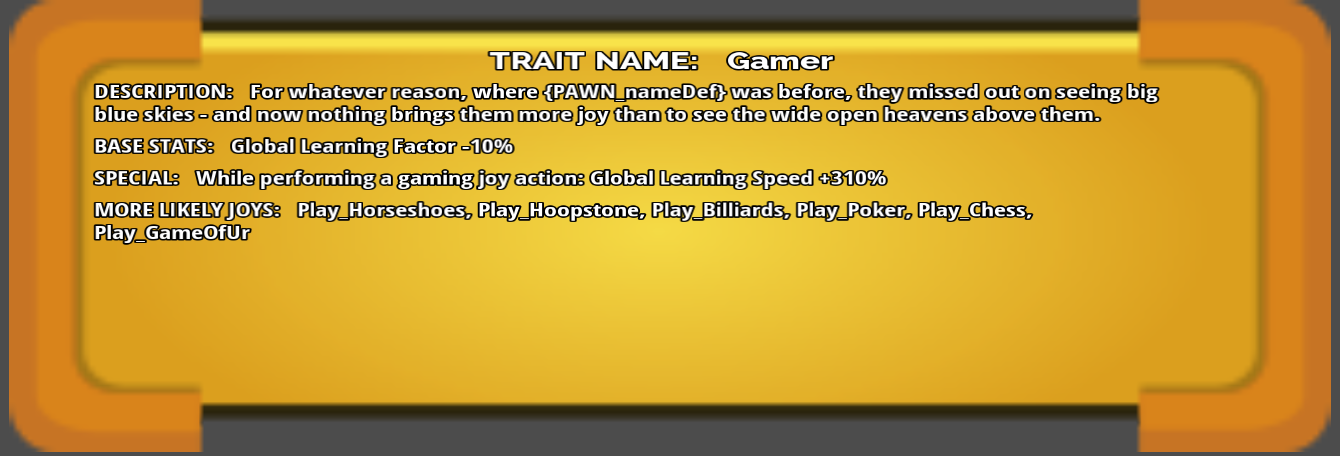 TRAIT NAME: Gamer
DESCRIPTION: For whatever reason, where {PAWN_nameDef} was before, they missed out on seeing big
blue skies - and now nothing brings them more joy than to see the wide open heavens above them.
BASE STATS: Global Learning Factor -10%
SPECIAL: While performing a gaming joy action: Global Learning Speed +310%
MORE LIKELY JOYS: Play_Horseshoes, Play_Hoopstone, Play_Billiards, Play_Poker, Play_Chess,
Play_GameOfUr